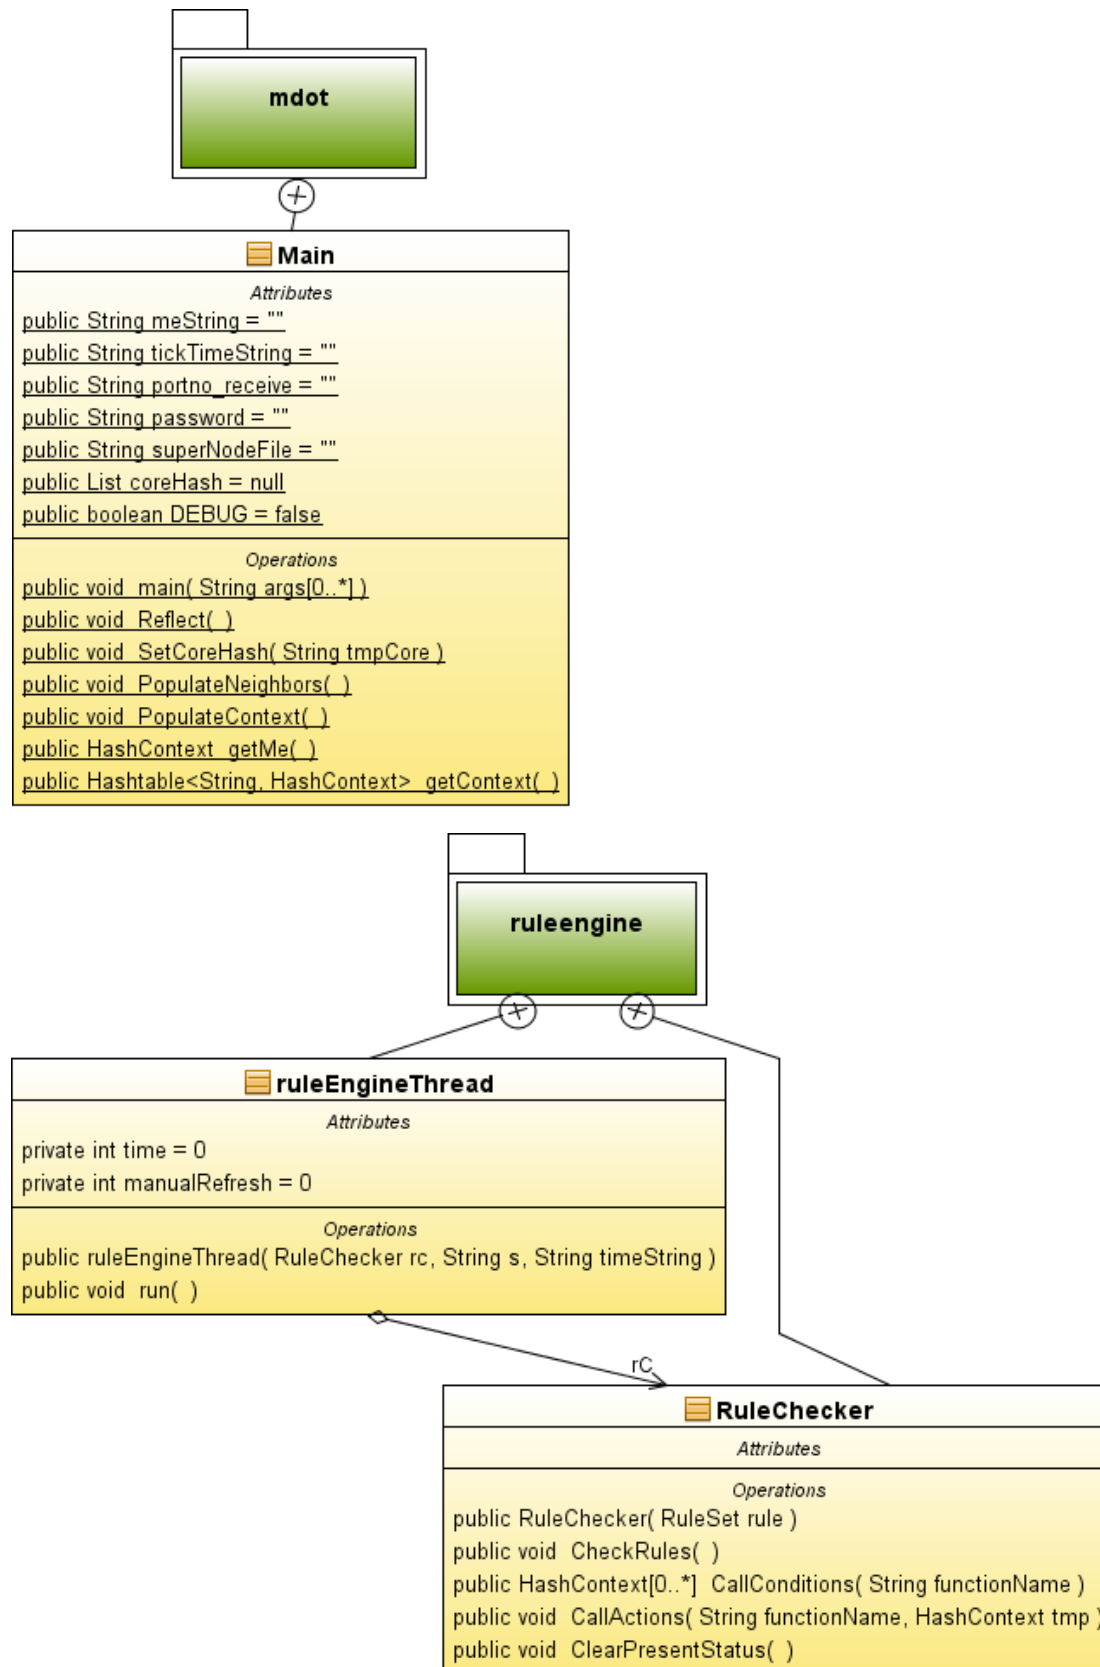 mdot
Main
Attributes
public String meString = ""
public String tickTimeString = ""
public String portno_receive = ""
public String password = ""
public String superNodeFile = ""
public List coreHash = null
public boolean DEBUG = false
Operations
public void main( String args[0..*] )
public void Reflect( )
public void SetCoreHash( String tmpCore )
public void PopulateNeighbors( )
public void PopulateContext( )
public HashContext getMe( )
public Hashtable<String, HashContext> getContext( )
ruleengine
ruleEngineThread
Attributes
private int time = 0
private int manualRefresh = 0
Operations
public ruleEngineThread( RuleChecker rc, String s, String timeString )
public void run( )
rC
RuleChecker
Attributes
Operations
public RuleChecker( RuleSet rule )
public void CheckRules( )
public HashContext[0..*] CallConditions( String functionName )
public void CallActions( String functionName, HashContext tmp )
public void ClearPresentStatus( )